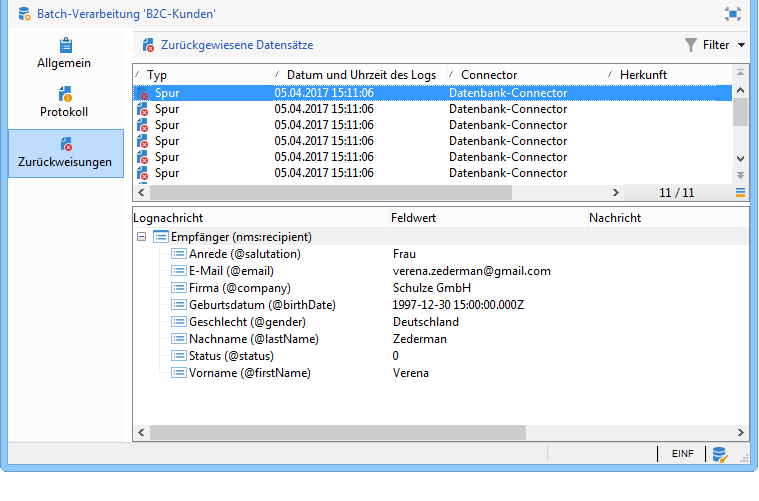 Batch-Verarbeitung 'B2C-Kunden'
Allgemein
Protokoll
Zurückweisungen
Zurückgewiesene Datensätze
Filter
Typ Datum und Uhrzeit des Logs Connector Herkunft
Spur 05.04.2017 15:11:06 Datenbank-Connector
Spur 05.04.2017 15:11:06 Datenbank-Connector
Spur 05.04.2017 15:11:06 Datenbank-Connector
Spur 05.04.2017 15:11:06 Datenbank-Connector
Spur 05.04.2017 15:11:06 Datenbank-Connector
Spur 05.04.2017 15:11:06 Datenbank-Connector
11 / 11
Lognachricht Feldwert Nachricht
Empfänger (nms:recipient)
Anrede (@salutation) Frau
E-Mail (@email) verena.zederman@gmail.com
Firma (@company) Schulze GmbH
Geburtsdatum (@birthDate) 1997-12-30 15:00:00.000Z
Geschlecht (@gender) Deutschland
Nachname (@lastName) Zederman
Status (@status) 0
Vorname (@firstName) Verena
EINF